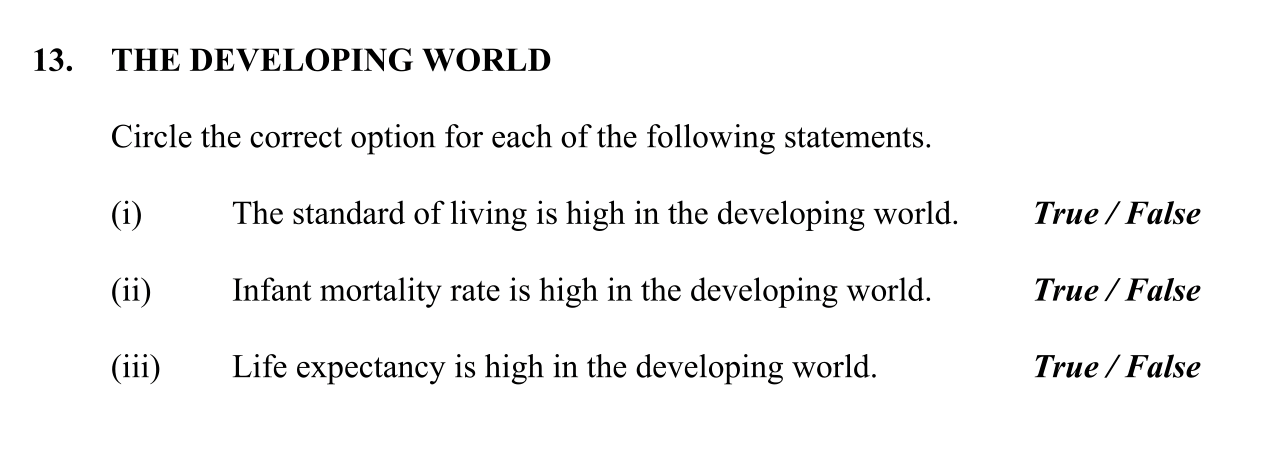 13. THE DEVELOPING WORLD
Circle the correct option for each of the following statements.
(i) The standard of living is high in the developing world. True / False
(ii) Infant mortality rate is high in the developing world. True / False
(iii) Life expectancy is high in the developing world. True / False